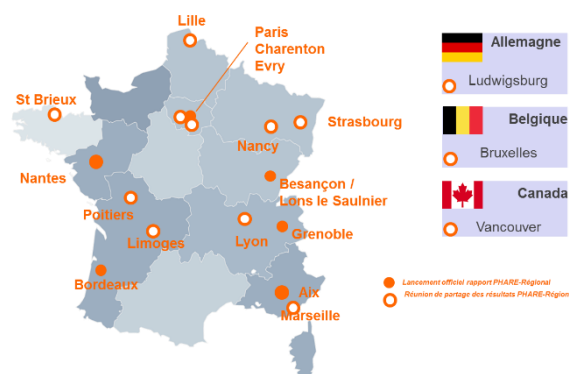 Lille
Paris
Charenton
Evry
St Brieux
Strasbourg
Nancy
Nantes
Besançon /
Lons le Saulnier
Poitiers
Limoges
Lyon
Grenoble
Bordeaux
Aix
Marseille
Allemagne
Ludwigsburg
Belgique
Bruxelles
Canada
Vancouver
Lancement officiel rapport PHARE-Régional
Réunion de partage des résultats PHARE-Région